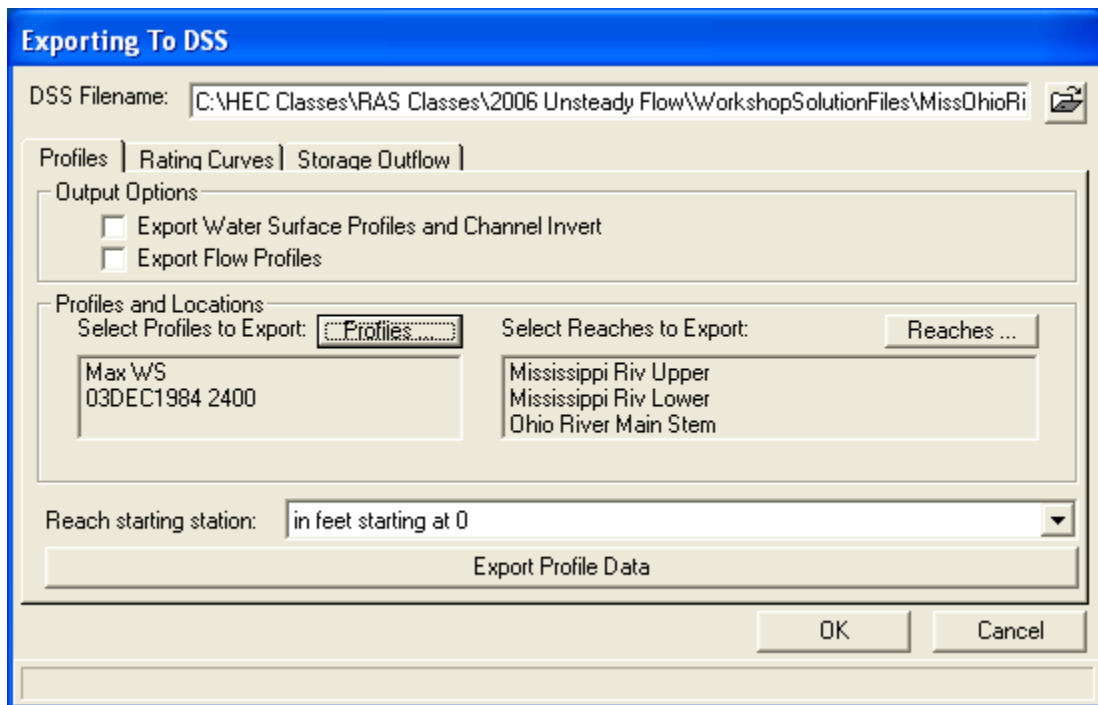 Exporting To DSS
DSS Filename: C:\HEC Classes\RAS Classes\2006 Unsteady Flow\WorkshopSolutionFiles\MissOhioRi
Profiles Rating Curves Storage Outflow
Output Options
Export Water Surface Profiles and Channel Invert
Export Flow Profiles
Profiles and Locations
Select Profiles to Export: Profiles ... Select Reaches to Export: Reaches ...
Max WS
03DEC1984 2400
Mississippi Riv Upper
Mississippi Riv Lower
Ohio River Main Stem
Reach starting station: in feet starting at 0
Export Profile Data
OK Cancel